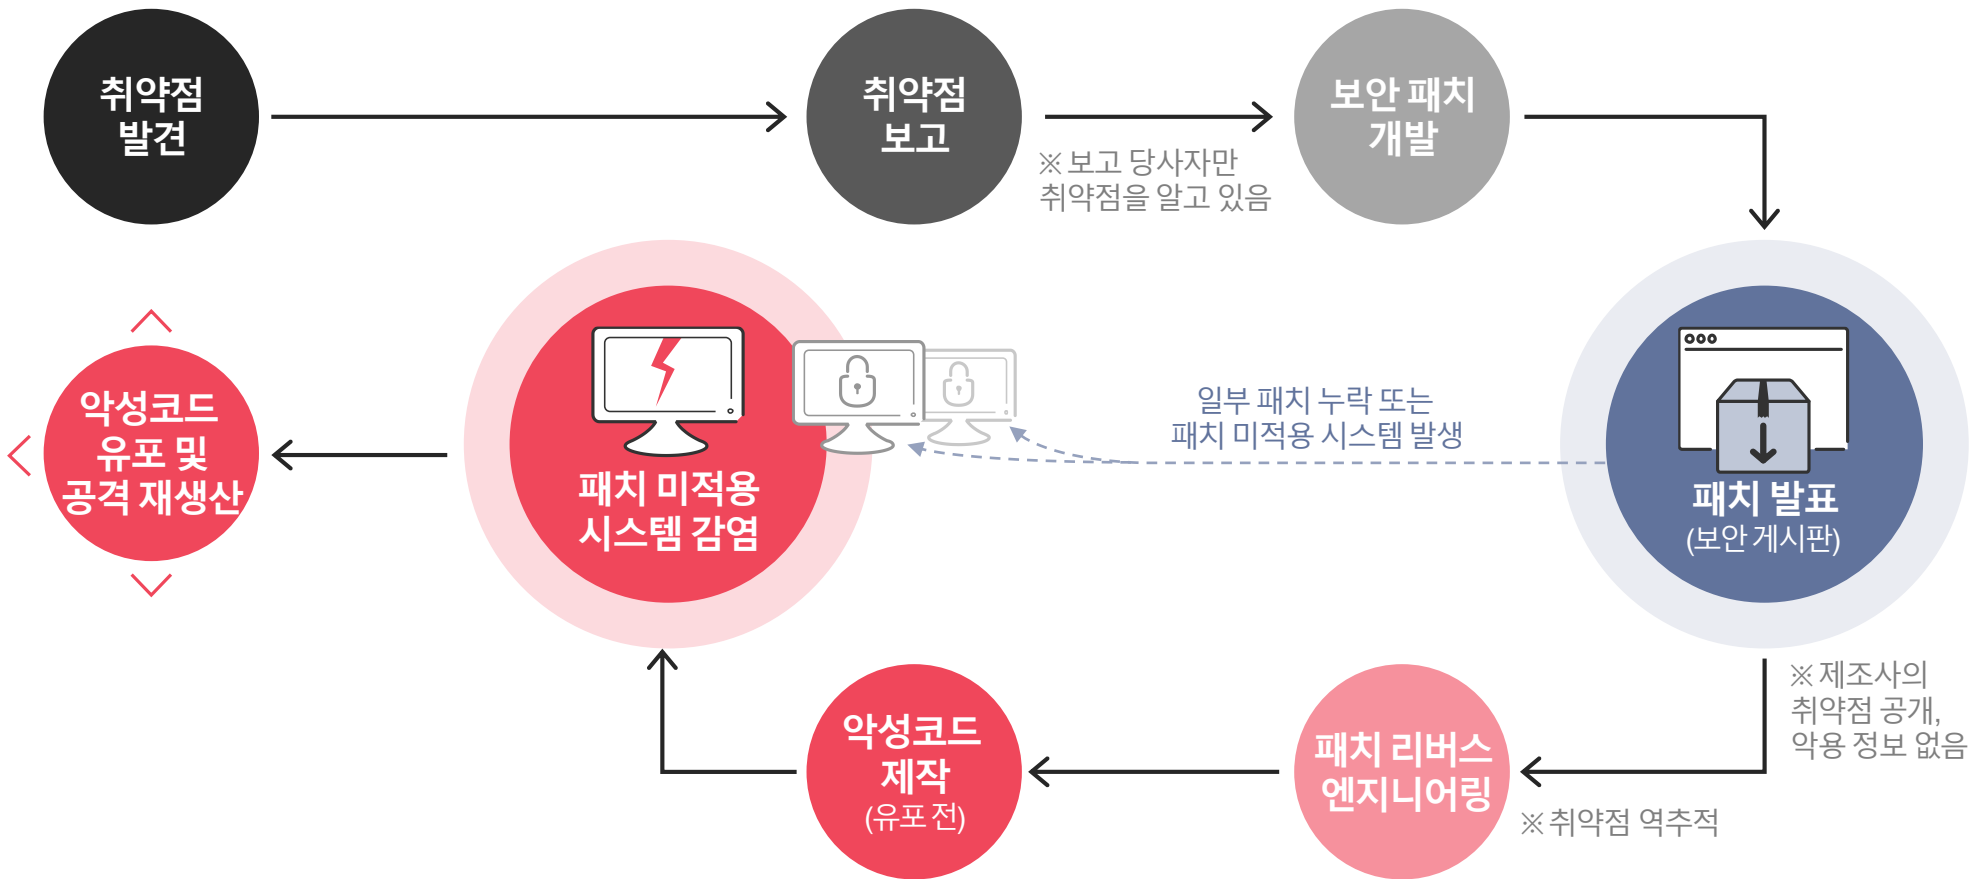 취약점
발견
취약점
보고
※ 보고 당사자만
취약점을 알고 있음
보안 패치
개발
패치 발표
(보안 게시판)
일부 패치 누락 또는
패치 미적용 시스템 발생
※ 제조사의
취약점 공개,
악용 정보 없음
※ 취약점 역추적
패치 리버스
엔지니어링
악성코드
제작
(유포 전)
패치 미적용
시스템 감염
악성코드
유포 및
공격 재생산